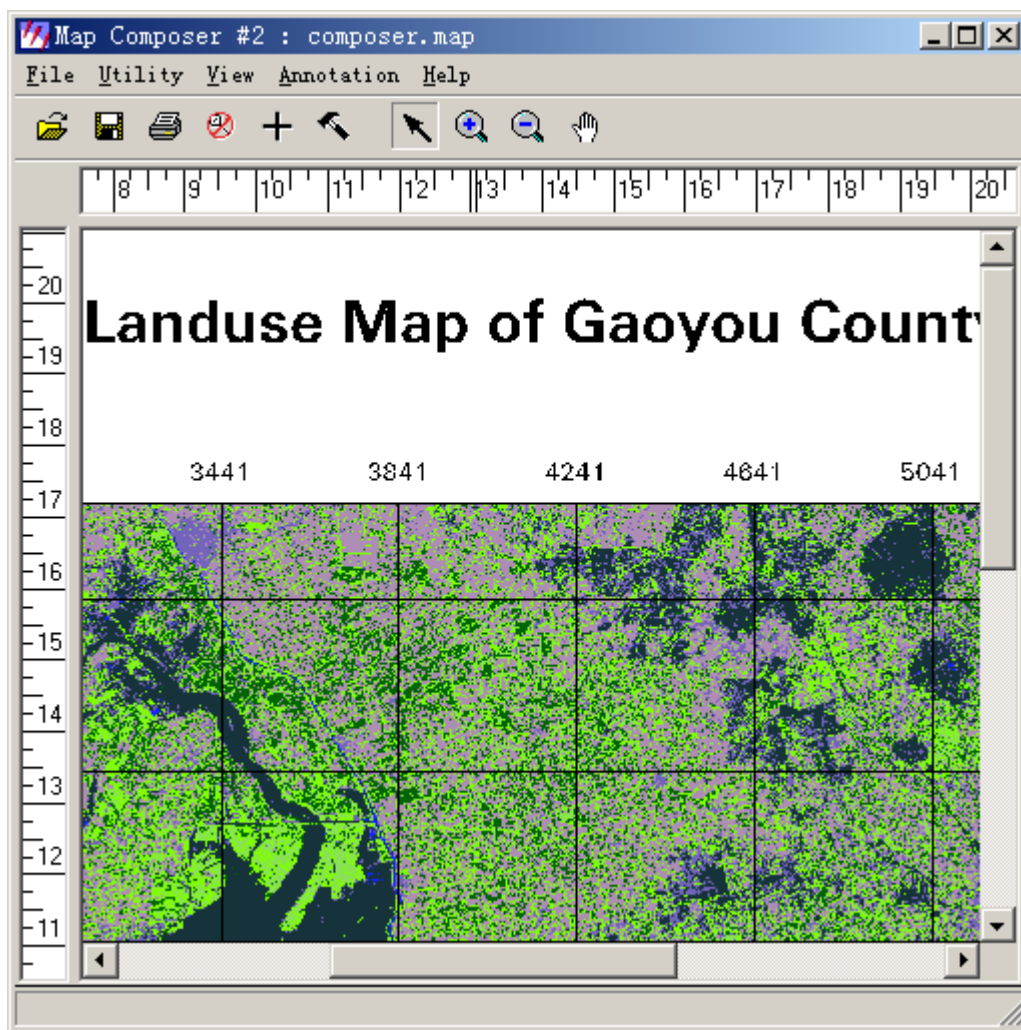 Map Composer #2 : composer.map
File Utility View Annotation Help
8 9 10 11 12 13 14 15 16 17 18 19 20
20
Landuse Map of Gaoyou County
19
18
3441 3841 4241 4641 5041
17
16
15
14
13
12
11